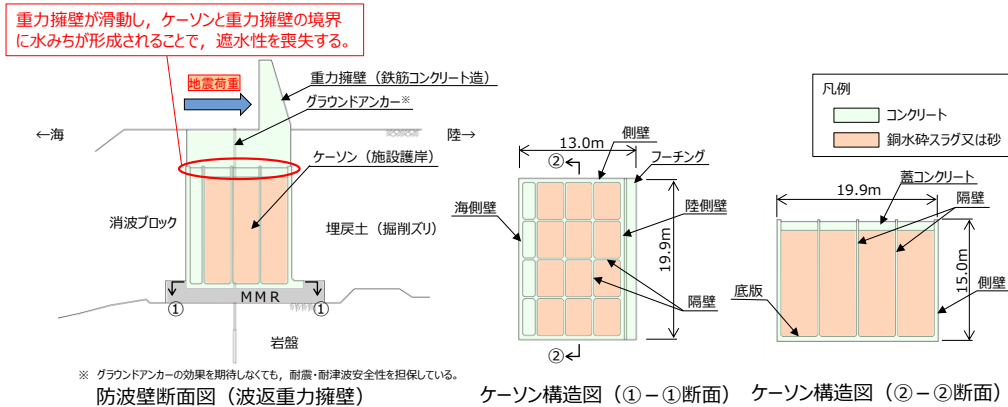 重力擁壁が滑動し，ケーソンと重力擁壁の境界
に水みちが形成されることで，遮水性を喪失する。
地震荷重
重力擁壁（鉄筋コンクリート造）
グラウンドアンカー※
←海
陸→
ケーソン（施設護岸）
消波ブロック
埋戻土（掘削ズリ）
MMR
①
①
岩盤
※ グラウンドアンカーの効果を期待しなくても，耐震・耐津波安全性を担保している。
防波壁断面図（波返重力擁壁）
13.0m
側壁
②
フーチング
海側壁
陸側壁
19.9m
隔壁
②
ケーソン構造図（①－①断面）
凡例
コンクリート
銅水砕スラグ又は砂
蓋コンクリート
19.9m
隔壁
底版
15.0m
側壁
ケーソン構造図（②－②断面）